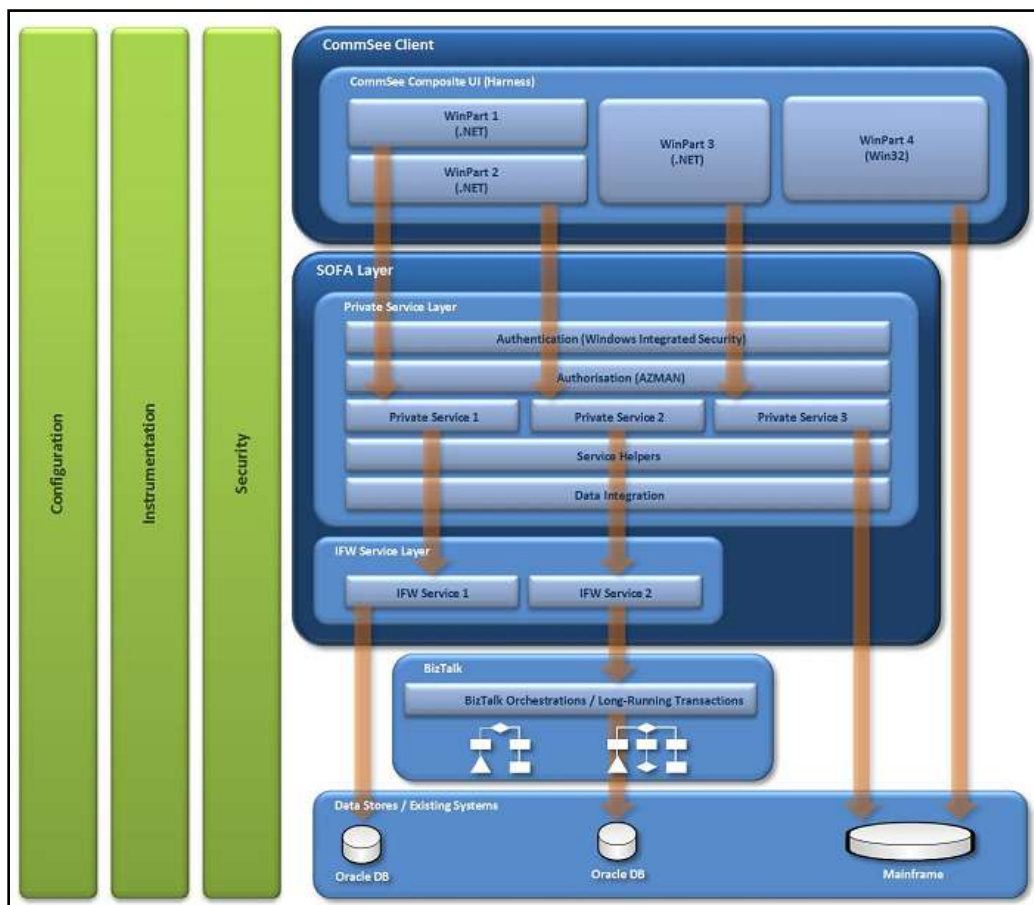 Configuration
Instrumentation
Security
CommSee Client
CommSee Composite UI (Harness)
WinPart 1
(.NET)
WinPart 2
(.NET)
WinPart 3
(.NET)
WinPart 4
(Win32)
SOFA Layer
Private Service Layer
Authentication (Windows Integrated Security)
Authorisation (AZMAN)
Private Service 1
Private Service 2
Private Service 3
Service Helpers
Data Integration
IFW Service Layer
IFW Service 1
IFW Service 2
BizTalk
BizTalk Orchestrations / Long-Running Transactions
Data Stores / Existing Systems
Oracle DB
Oracle DB
Mainframe